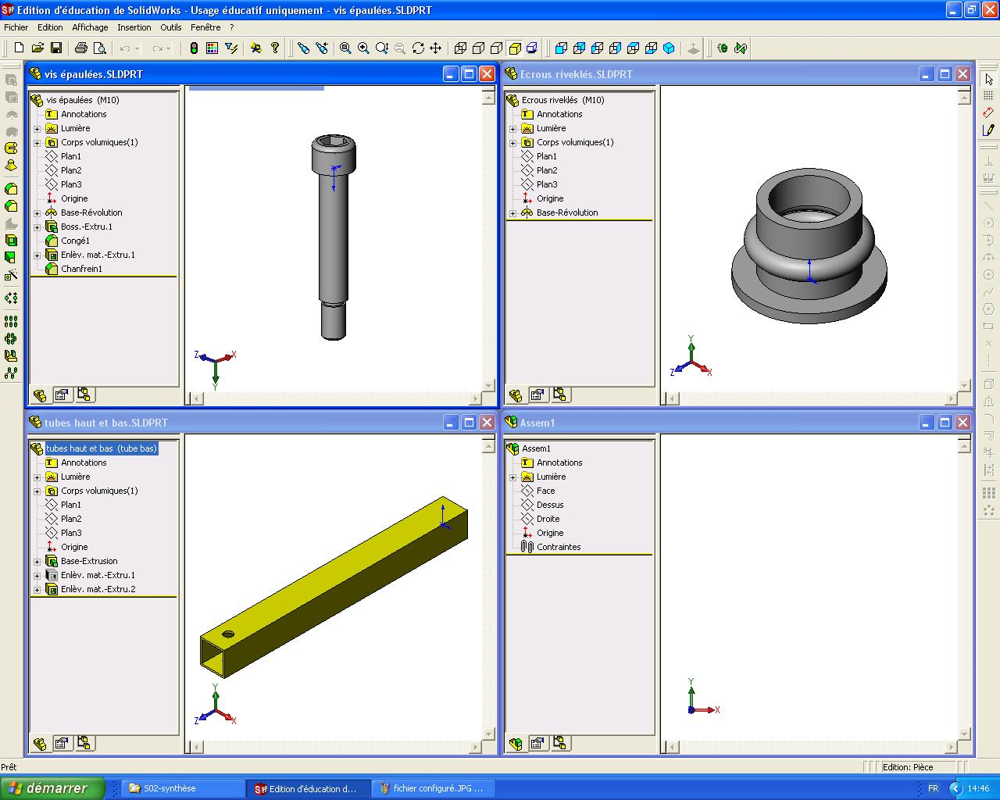 Edition d'éducation de SolidWorks - Usage éducatif uniquement - vis épaulées.SLDPRT
Fichier Edition Affichage Insertion Outils Fenêtre ?
vis épaulées.SLDPRT
vis épaulées (M10)
Annotations
Lumière
Corps volumiques(1)
Plan1
Plan2
Plan3
Origine
Base-Révolution
Boss.-Extru.1
Congé1
Enlèv. mat.-Extru.1
Chanfrein1
Z X
Y
Ecrous riveklés.SLDPRT
Ecrous riveklés (M10)
Annotations
Lumière
Corps volumiques(1)
Plan1
Plan2
Plan3
Origine
Base-Révolution
Y
Z X
tubes haut et bas.SLDPRT
tubes haut et bas (tube bas)
Annotations
Lumière
Corps volumiques(1)
Plan1
Plan2
Plan3
Origine
Base-Extrusion
Enlèv. mat.-Extru.1
Enlèv. mat.-Extru.2
Y
Z X
Assem1
Assem1
Annotations
Lumière
Face
Dessus
Droite
Origine
Contraintes
Y
X
Prêt
Edition: Pièce
démarrer
S02-synthèse
Edition d'éducation d...
fichier configuré.JPG ...
FR
14:46